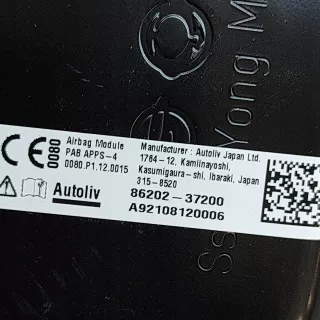 SsangYong M
CE 0080
Airbag Module
PAB APPS-4
0080.P1.12.0015
Autoliv
Manufacturer : Autoliv Japan Ltd.
1764-12, Kamiinayoshi,
Kasumigaura-shi, Ibaraki, Japan
315-8520
86202-37200
A92108120006